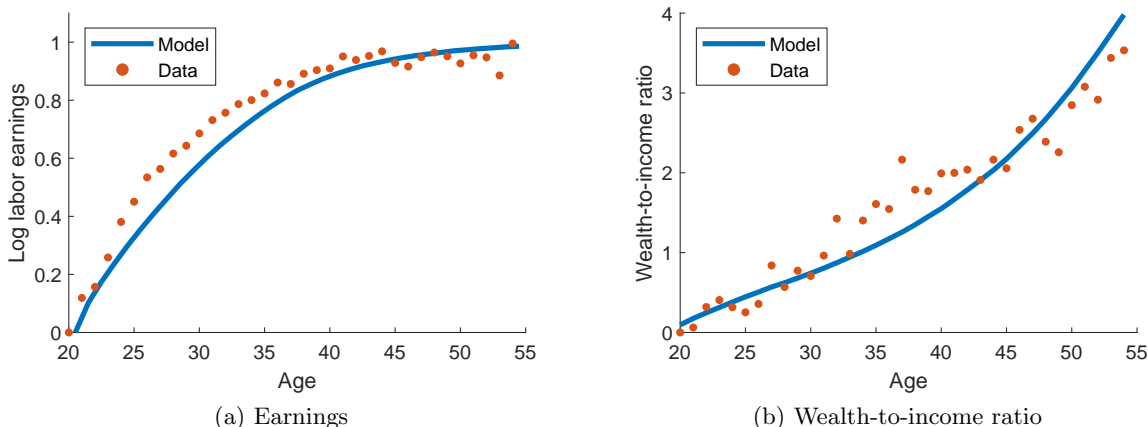 Log labor earnings
1
0.8
0.6
0.4
0.2
0
Model
Data
20 25 30 35 40 45 50 55
Age
(a) Earnings
Wealth-to-income ratio
4
3
2
1
0
Model
Data
20 25 30 35 40 45 50 55
Age
(b) Wealth-to-income ratio